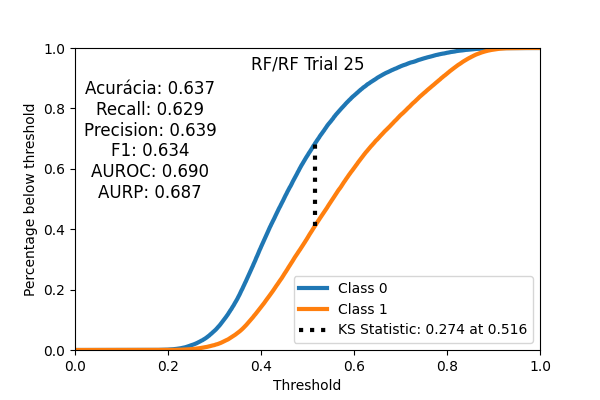 RF/RF Trial 25
Acurácia: 0.637
Recall: 0.629
Precision: 0.639
F1: 0.634
AUROC: 0.690
AURP: 0.687
Percentage below threshold
1.0
0.8
0.6
0.4
0.2
0.0
Class 0
Class 1
KS Statistic: 0.274 at 0.516
0.0 0.2 0.4 0.6 0.8 1.0
Threshold